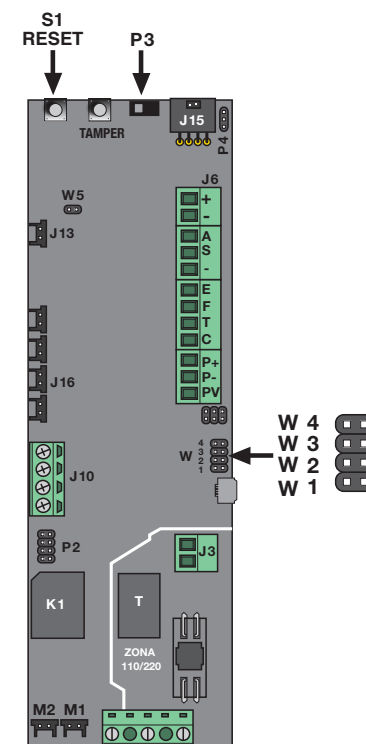 S1
RESET
P3
TAMPER
J15
P4
W5
J6
+
-
J13
A
S
-
E
F
T
C
P+
P-
PV
J16
W
4
3
2
1
W 4
W 3
W 2
W 1
J10
P2
J3
K1
T
ZONA
110/220
M2 M1